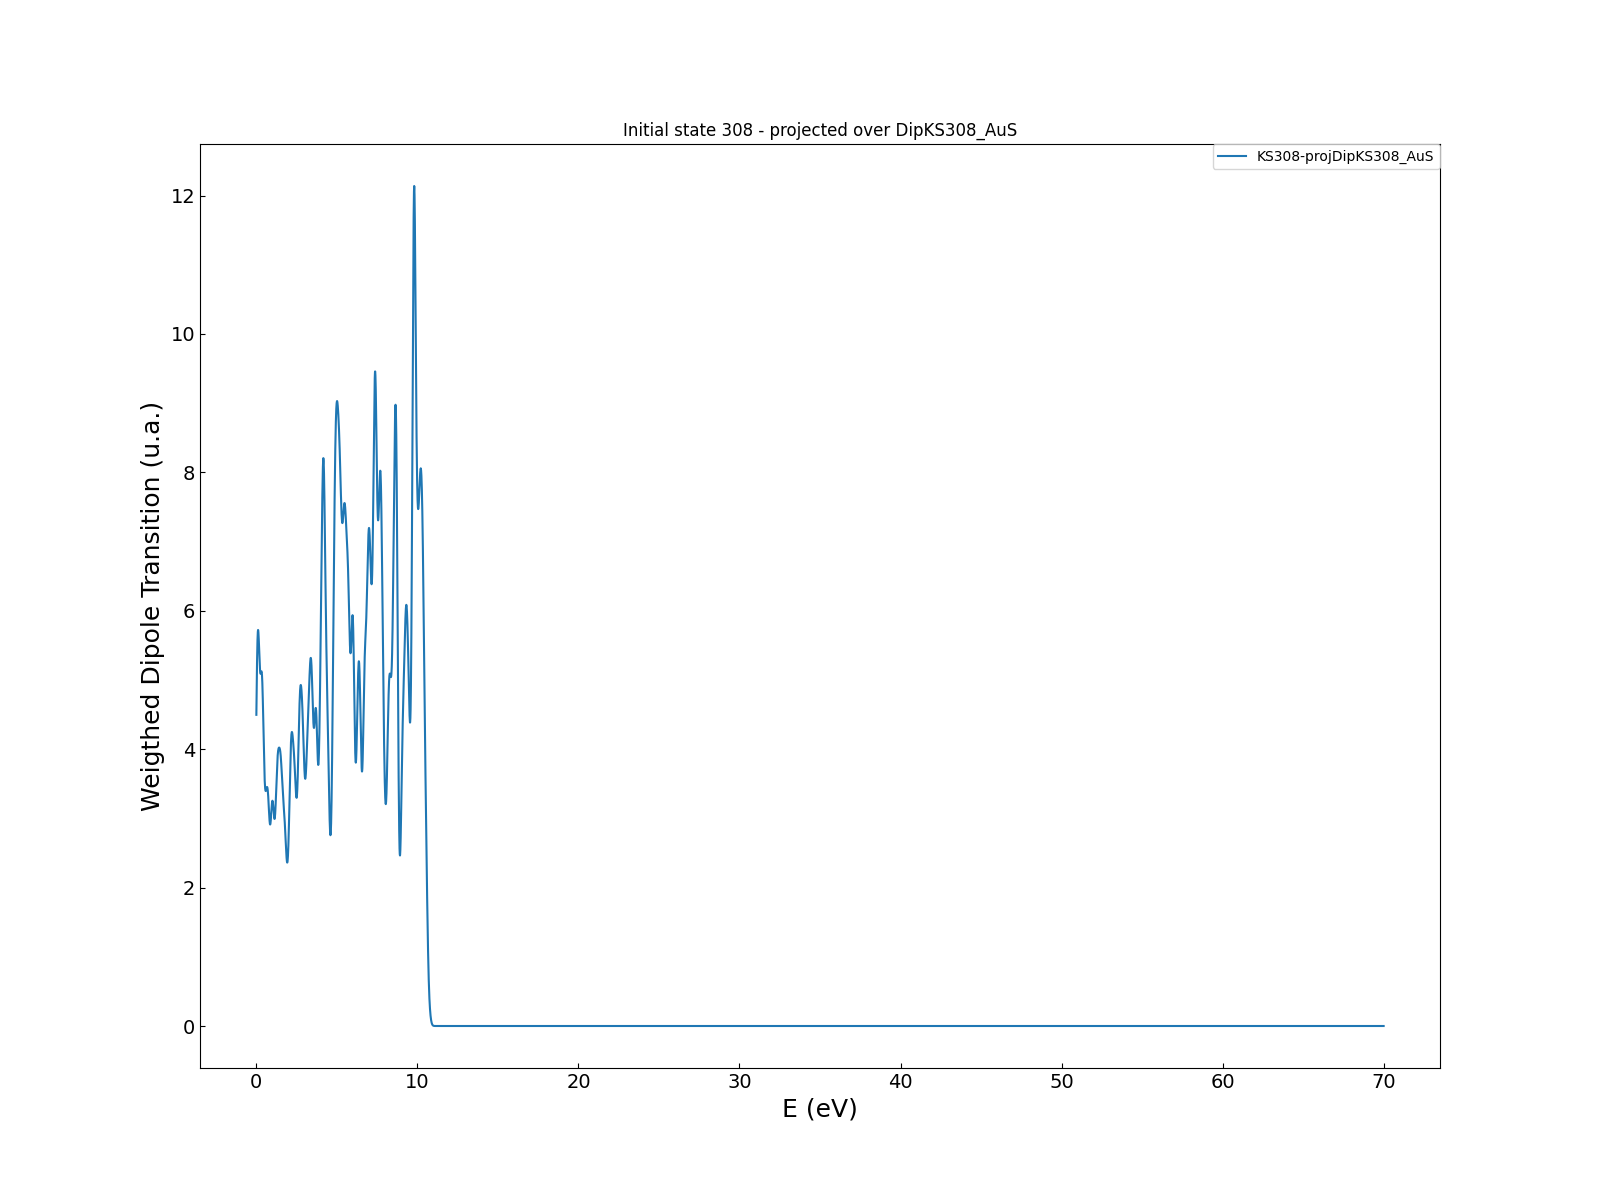 Initial state 308 - projected over DipKS308_AuS
KS308-projDipKS308_AuS
Weigthed Dipole Transition (u.a.)
12
10
8
6
4
2
0
0 10 20 30 40 50 60 70
E (eV)